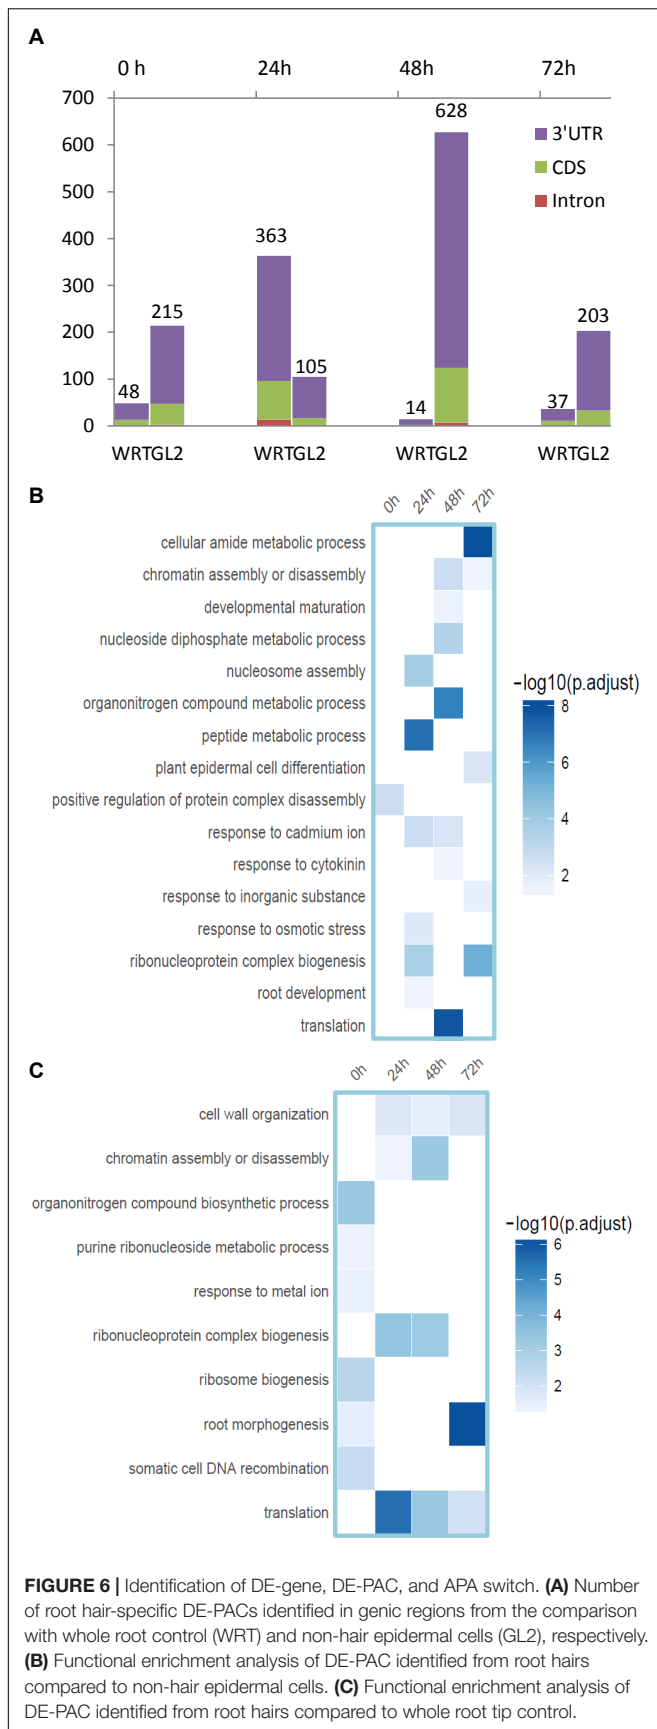 A
0 h 24h 48h 72h
700
600
500
400
300
200
100
0
628
363
215
203
105
48
14
37
3'UTR
CDS
Intron
WRTGL2 WRTGL2 WRTGL2 WRTGL2
B
0h 24h 48h 72h
cellular amide metabolic process
chromatin assembly or disassembly
developmental maturation
nucleoside diphosphate metabolic process
nucleosome assembly
organonitrogen compound metabolic process
peptide metabolic process
plant epidermal cell differentiation
positive regulation of protein complex disassembly
response to cadmium ion
response to cytokinin
response to inorganic substance
response to osmotic stress
ribonucleoprotein complex biogenesis
root development
translation
−log10(p.adjust)
8
6
4
2
C
0h 24h 48h 72h
cell wall organization
chromatin assembly or disassembly
organonitrogen compound biosynthetic process
purine ribonucleoside metabolic process
response to metal ion
ribonucleoprotein complex biogenesis
ribosome biogenesis
root morphogenesis
somatic cell DNA recombination
translation
−log10(p.adjust)
6
5
4
3
2
FIGURE 6 | Identification of DE-gene, DE-PAC, and APA switch. (A) Number
of root hair-specific DE-PACs identified in genic regions from the comparison
with whole root control (WRT) and non-hair epidermal cells (GL2), respectively.
(B) Functional enrichment analysis of DE-PAC identified from root hairs
compared to non-hair epidermal cells. (C) Functional enrichment analysis of
DE-PAC identified from root hairs compared to whole root tip control.